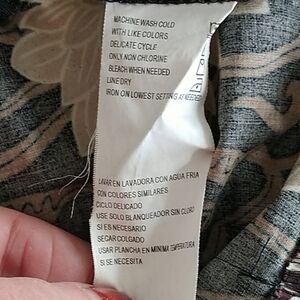 MACHINE WASH COLD
WITH LIKE COLORS
DELICATE CYCLE
ONLY NON CHLORINE
BLEACH WHEN NEEDED
LINE DRY
IRON ON LOWEST SETTING AS NEEDED
LAVAR EN LAVADORA CON AGUA FRIA
CON COLORES SIMILARES
CICLO DELICADO
USE SOLO BLANQUEADOR SIN CLORO
SI ES NECESARIO
SECAR COLGADO
USAR PLANCHA EN MINIMA TEMPERATURA
SI SE NECESITA